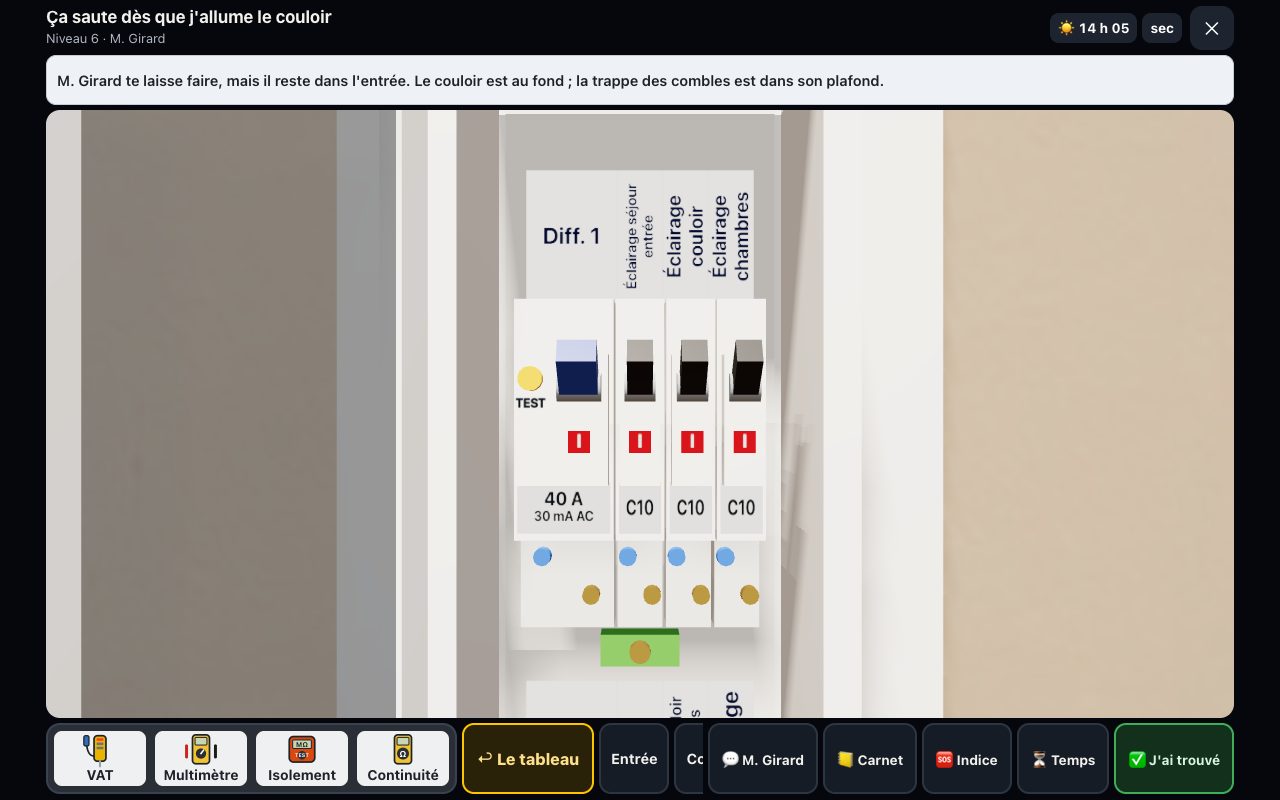 Ça saute dès que j'allume le couloir
Niveau 6 · M. Girard
14 h 05
sec
M. Girard te laisse faire, mais il reste dans l'entrée. Le couloir est au fond ; la trappe des combles est dans son plafond.
Diff. 1
Éclairage séjour
entrée
Éclairage
couloir
Éclairage
chambres
TEST
I
I
I
I
40 A
30 mA AC
C10
C10
C10
MΩ
TEST
Ω
VAT
Multimètre
Isolement
Continuité
Le tableau
Entrée
M. Girard
Carnet
SOS
Indice
Temps
J'ai trouvé